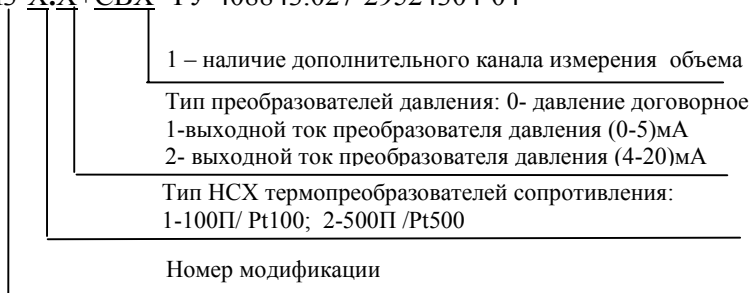 Х.Х+СВХ ТУ 408843.027-29524304-04
1 – наличие дополнительного канала измерения объема
Тип преобразователей давления: 0- давление договорное
1-выходной ток преобразователя давления (0-5)мА
2- выходной ток преобразователя давления (4-20)мА
Тип НСХ термопреобразователей сопротивления:
1-100П/ Pt100; 2-500П /Pt500
Номер модификации